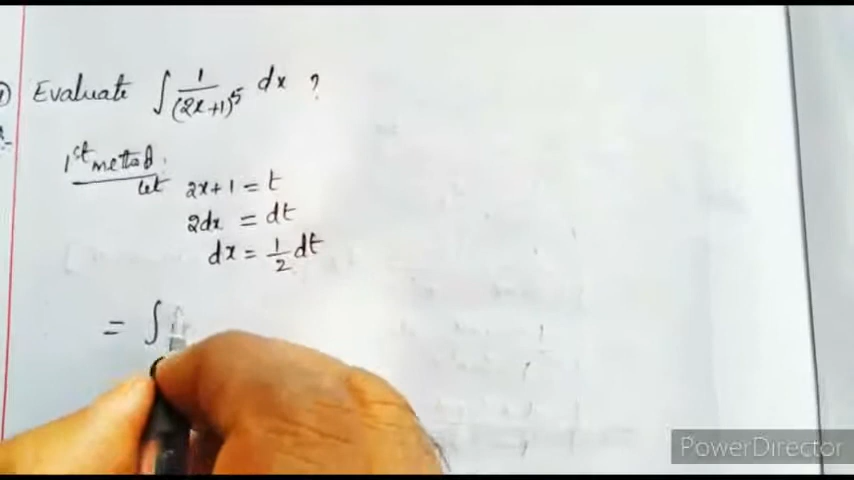 Evaluate ∫ 1/(2x+1)^5 dx ?
1st method:
let 2x+1 = t
2dx = dt
dx = 1/2 dt
= ∫
PowerDirector